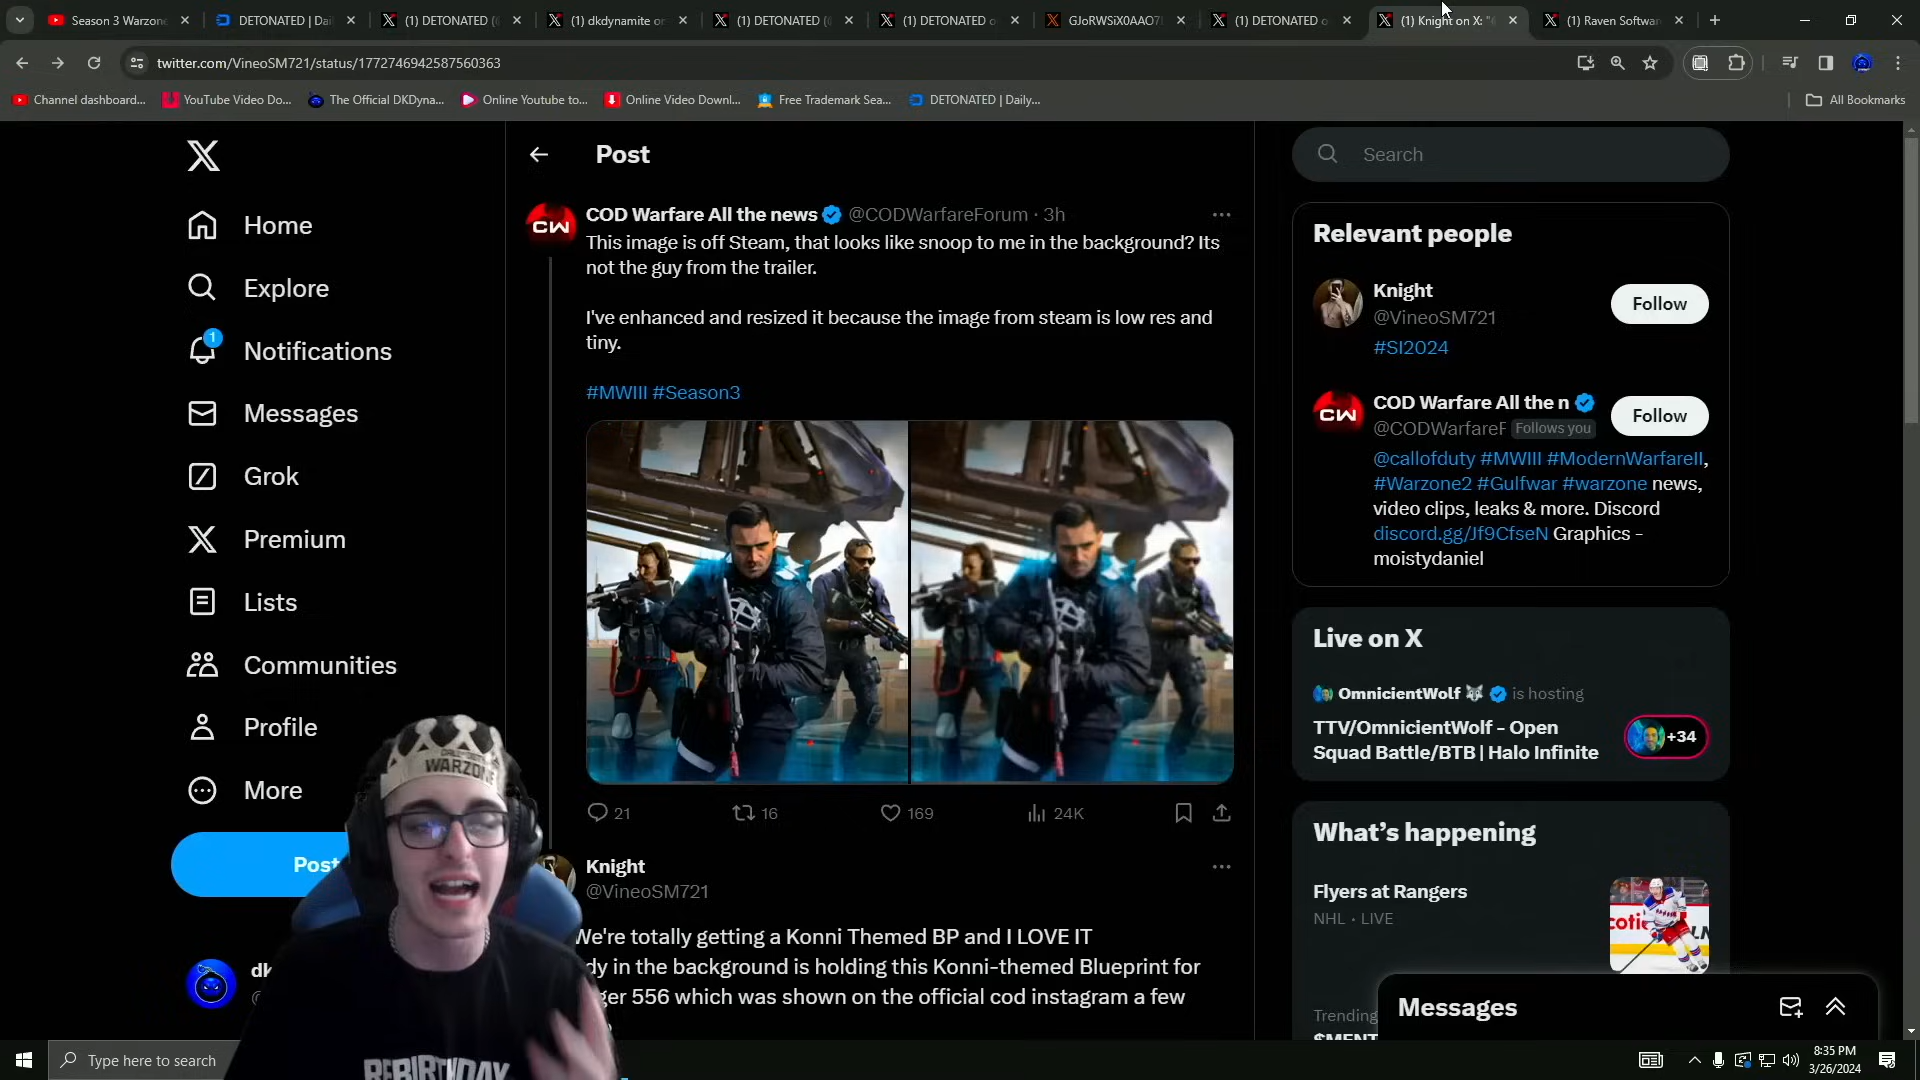 Season 3 Warzone
DETONATED | Dai
(1) DETONATED (
(1) dkdynamite on
(1) DETONATED (
(1) DETONATED o
GJoRWSiX0AAO7
(1) DETONATED o
(1) Knight on X: "
(1) Raven Softwar
twitter.com/VineoSM721/status/1772746942587560363
Channel dashboard...
YouTube Video Do...
The Official DKDyna...
Online Youtube to...
Online Video Downl...
Free Trademark Sea...
DETONATED | Daily...
All Bookmarks
Home
Explore
1
Notifications
Messages
Grok
Premium
Lists
Communities
Profile
More
Post
dk
Post
CW
COD Warfare All the news @CODWarfareForum · 3h
This image is off Steam, that looks like snoop to me in the background? Its
not the guy from the trailer.
I've enhanced and resized it because the image from steam is low res and
tiny.
#MWIII #Season3
21
16
169
24K
Knight
@VineoSM721
We're totally getting a Konni Themed BP and I LOVE IT
dy in the background is holding this Konni-themed Blueprint for
ger 556 which was shown on the official cod instagram a few
Search
Relevant people
Knight
@VineoSM721
Follow
#SI2024
CW
COD Warfare All the n
@CODWarfareF Follows you
Follow
@callofduty #MWIII #ModernWarfareII,
#Warzone2 #Gulfwar #warzone news,
video clips, leaks & more. Discord
discord.gg/Jf9CfseN Graphics -
moistydaniel
Live on X
OmnicientWolf is hosting
TTV/OmnicientWolf - Open
Squad Battle/BTB | Halo Infinite
+34
What's happening
Flyers at Rangers
NHL · LIVE
Trending
$MENT
Messages
WARZONE
REBIRTHDAY
Type here to search
8:35 PM
3/26/2024